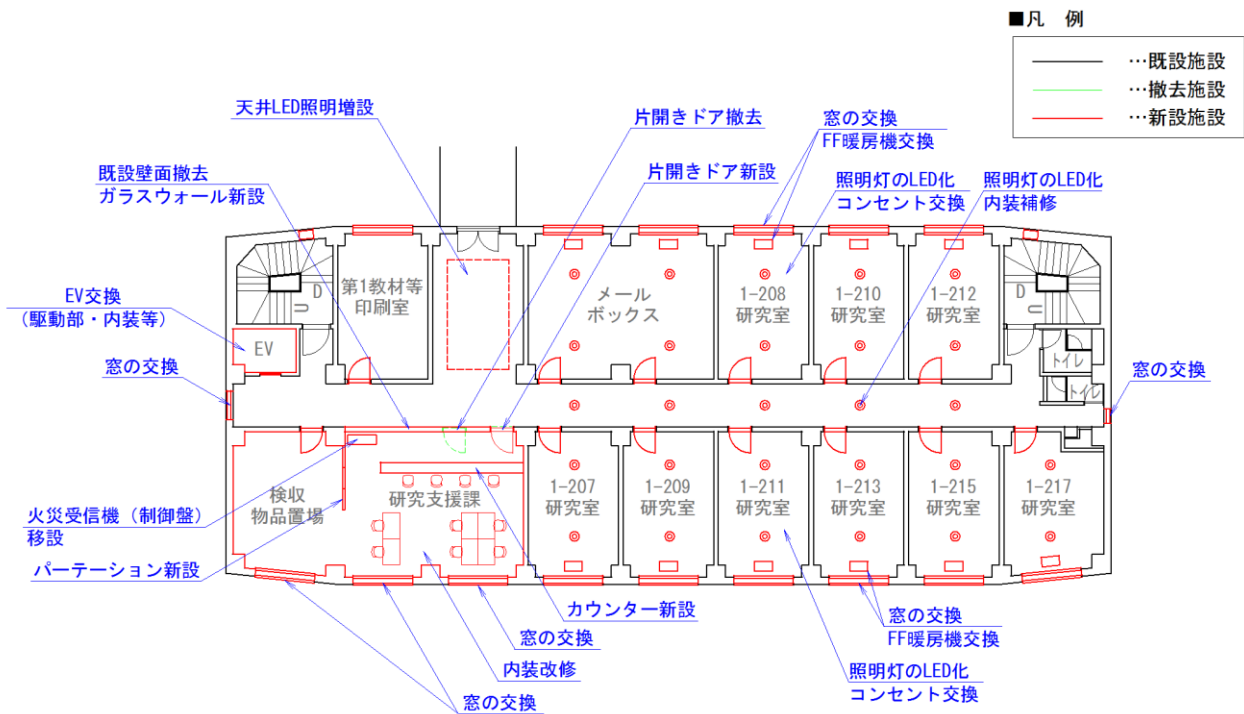 ■凡　例
…既設施設
…撤去施設
…新設施設
天井LED照明増設
片開きドア撤去
窓の交換
FF暖房機交換
既設壁面撤去
ガラスウォール新設
片開きドア新設
照明灯のLED化
コンセント交換
照明灯のLED化
内装補修
EV交換
（駆動部・内装等）
窓の交換
窓の交換
D
U
EV
第1教材等
印刷室
メール
ボックス
1-208
研究室
1-210
研究室
1-212
研究室
D
U
トイレ
トイレ
検収
物品置場
研究支援課
1-207
研究室
1-209
研究室
1-211
研究室
1-213
研究室
1-215
研究室
1-217
研究室
火災受信機（制御盤）
移設
パーテーション新設
カウンター新設
窓の交換
内装改修
窓の交換
窓の交換
FF暖房機交換
照明灯のLED化
コンセント交換